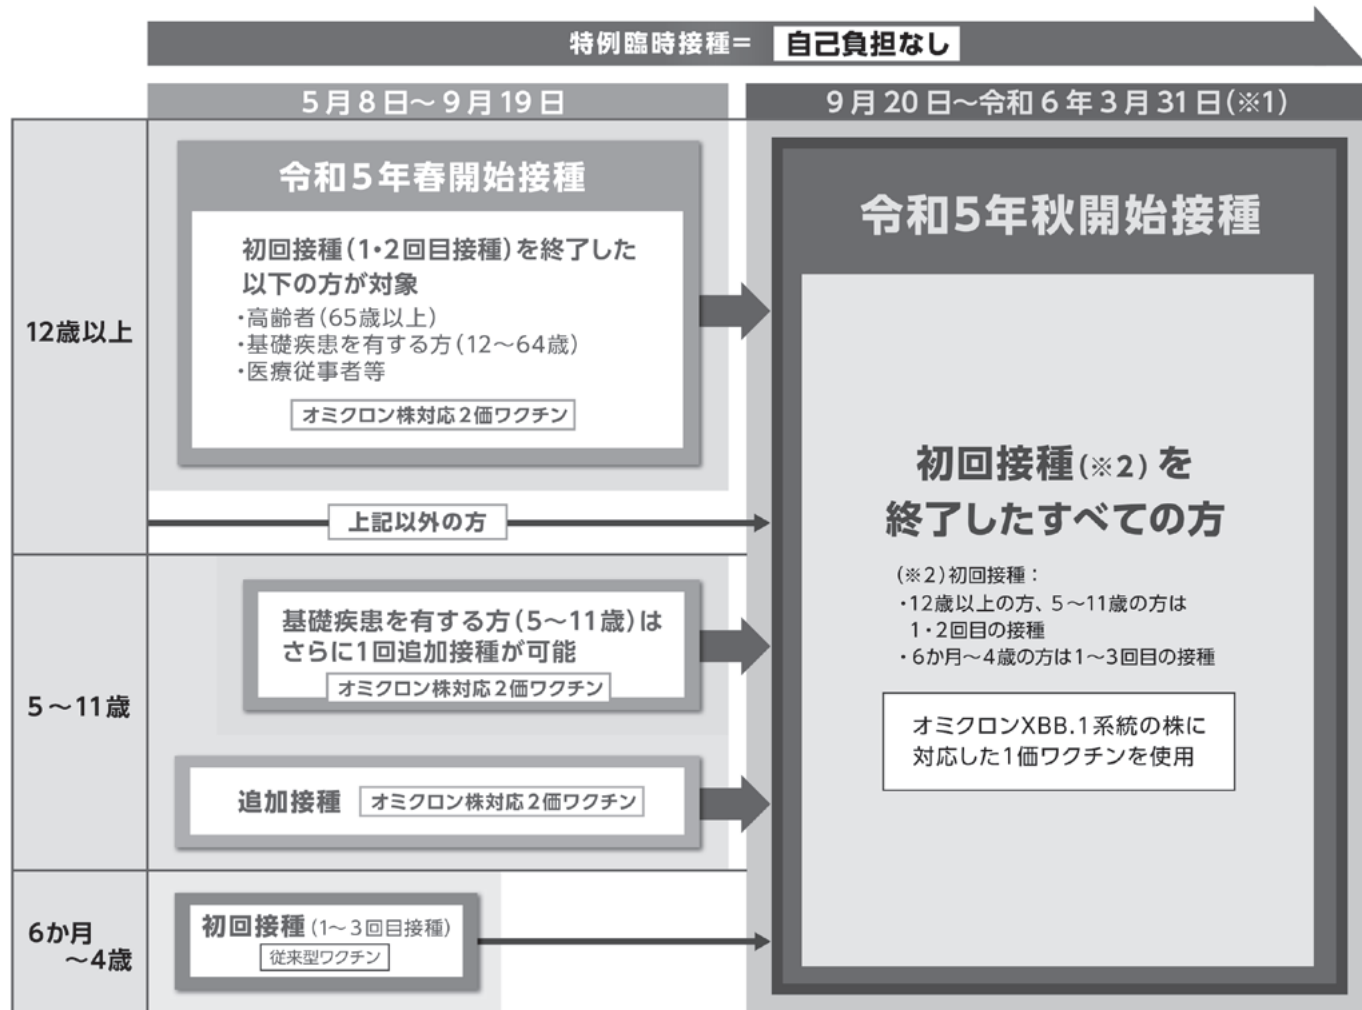 特例臨時接種＝ 自己負担なし
5月8日～9月19日
9月20日～令和6年3月31日(※1)
12歳以上
令和5年春開始接種
初回接種(1・2回目接種)を終了した
以下の方が対象
・高齢者(65歳以上)
・基礎疾患を有する方(12～64歳)
・医療従事者等
オミクロン株対応2価ワクチン
上記以外の方
5～11歳
基礎疾患を有する方(5～11歳)は
さらに1回追加接種が可能
オミクロン株対応2価ワクチン
追加接種 オミクロン株対応2価ワクチン
6か月
～4歳
初回接種(1～3回目接種)
従来型ワクチン
令和5年秋開始接種
初回接種(※2)を
終了したすべての方
(※2)初回接種：
・12歳以上の方、5～11歳の方は
1・2回目の接種
・6か月～4歳の方は1～3回目の接種
オミクロンXBB.1系統の株に
対応した1価ワクチンを使用